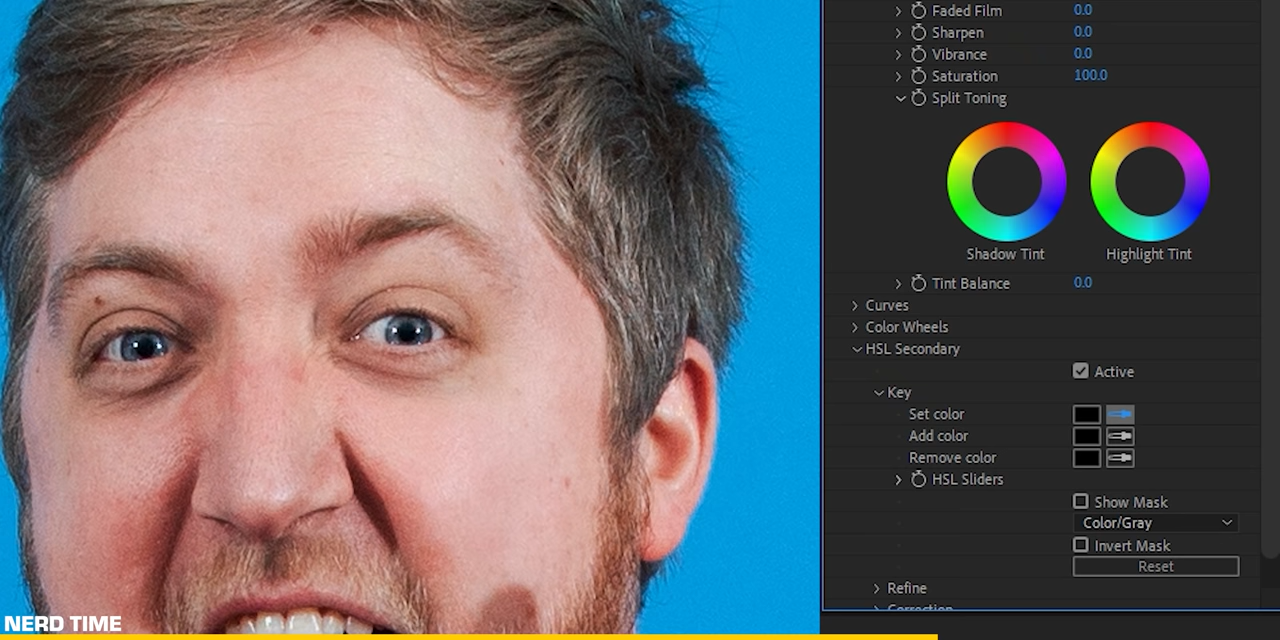 Faded Film 0.0
Sharpen 0.0
Vibrance 0.0
Saturation 100.0
Split Toning
Shadow Tint Highlight Tint
Tint Balance 0.0
Curves
Color Wheels
HSL Secondary
Active
Key
Set color
Add color
Remove color
HSL Sliders
Show Mask
Color/Gray
Invert Mask
Reset
Refine
Correction
NERD TIME